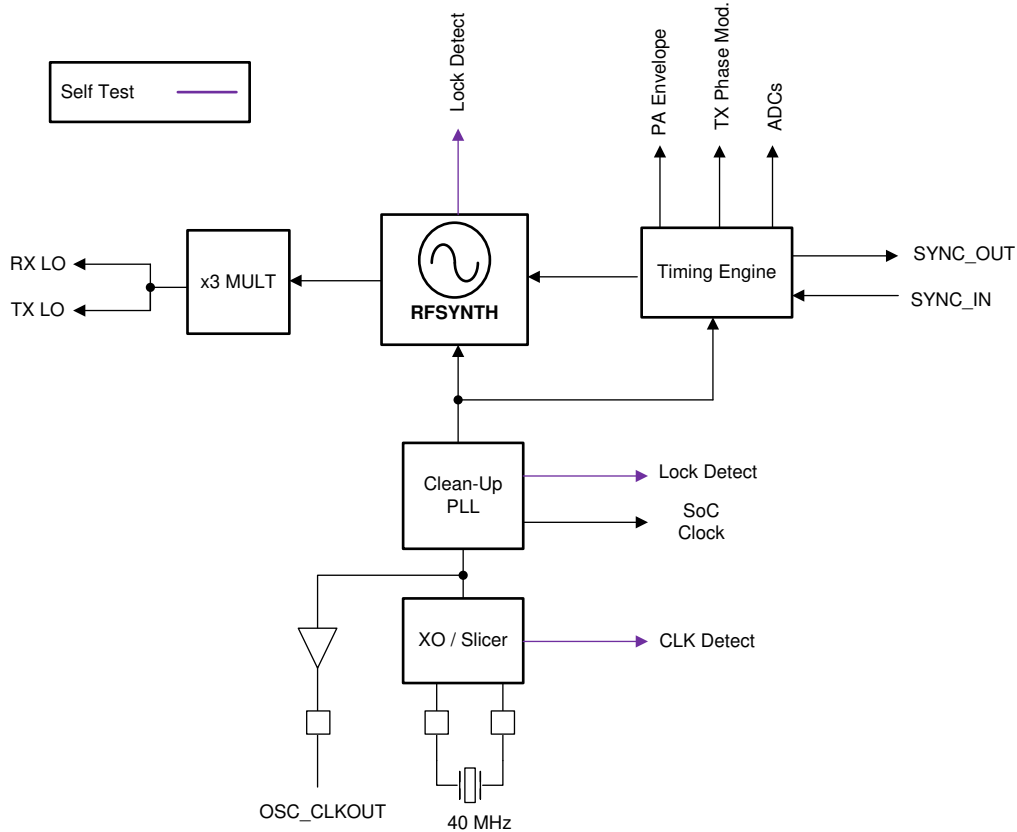 Self Test
Lock Detect
PA Envelope
TX Phase Mod.
ADCs
RX LO
TX LO
x3 MULT
RFSYNTH
Timing Engine
SYNC_OUT
SYNC_IN
Clean-Up
PLL
Lock Detect
SoC
Clock
XO / Slicer
CLK Detect
OSC_CLKOUT
40 MHz